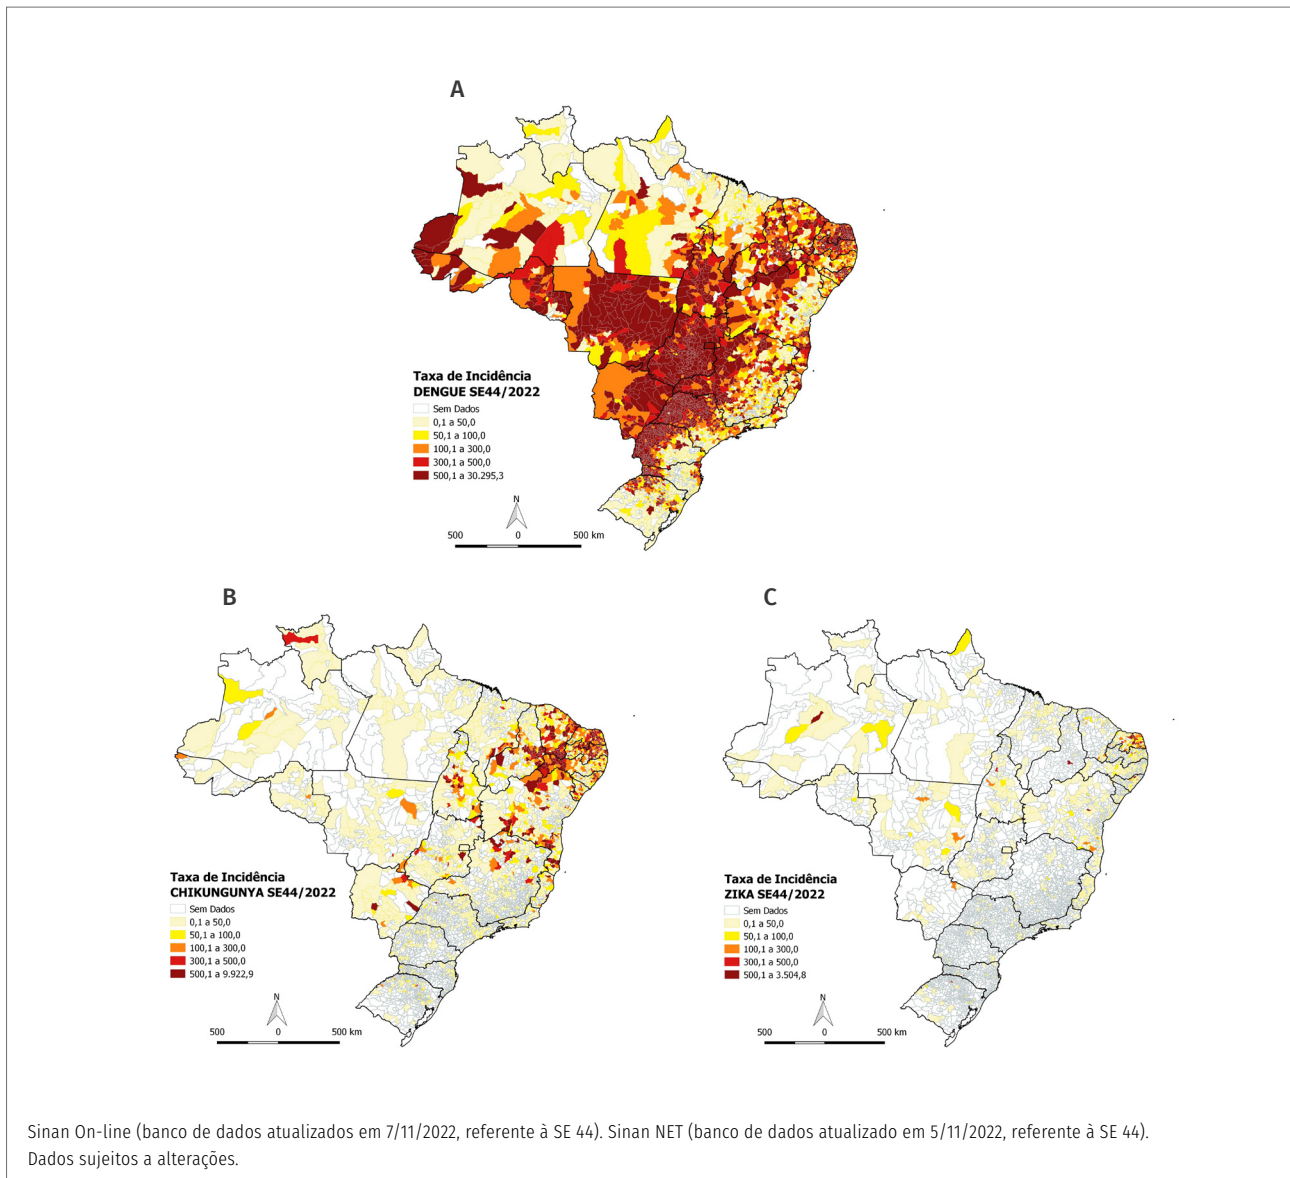 A
Taxa de Incidência
DENGUE SE44/2022
Sem Dados
0,1 a 50,0
50,1 a 100,0
100,1 a 300,0
300,1 a 500,0
500,1 a 30.295,3
N
500 0 500 km
B
Taxa de Incidência
CHIKUNGUNYA SE44/2022
Sem Dados
0,1 a 50,0
50,1 a 100,0
100,1 a 300,0
300,1 a 500,0
500,1 a 9.922,9
N
500 0 500 km
C
Taxa de Incidência
ZIKA SE44/2022
Sem Dados
0,1 a 50,0
50,1 a 100,0
100,1 a 300,0
300,1 a 500,0
500,1 a 3.504,8
N
500 0 500 km
Sinan On-line (banco de dados atualizados em 7/11/2022, referente à SE 44). Sinan NET (banco de dados atualizado em 5/11/2022, referente à SE 44).
Dados sujeitos a alterações.